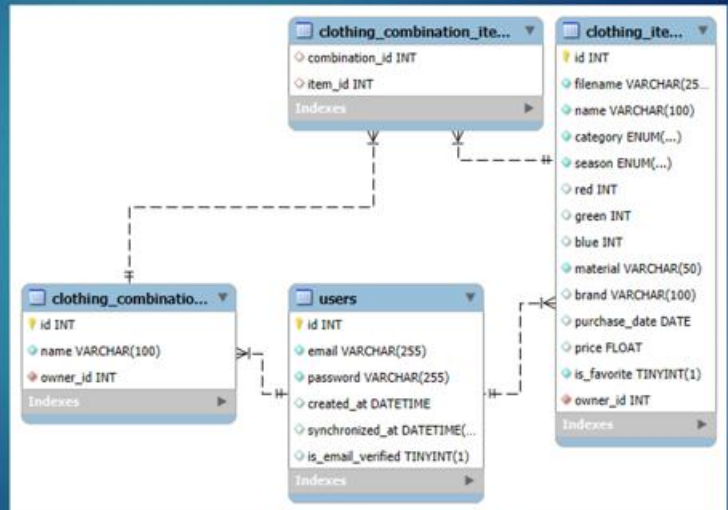 clothing_combination_ite...
combination_id INT
item_id INT
Indexes
clothing_ite...
id INT
filename VARCHAR(25...
name VARCHAR(100)
category ENUM(...)
season ENUM(...)
red INT
green INT
blue INT
material VARCHAR(50)
brand VARCHAR(100)
purchase_date DATE
price FLOAT
is_favorite TINYINT(1)
owner_id INT
Indexes
clothing_combinatio...
id INT
name VARCHAR(100)
owner_id INT
Indexes
users
id INT
email VARCHAR(255)
password VARCHAR(255)
created_at DATETIME
synchronized_at DATETIME(...
is_email_verified TINYINT(1)
Indexes